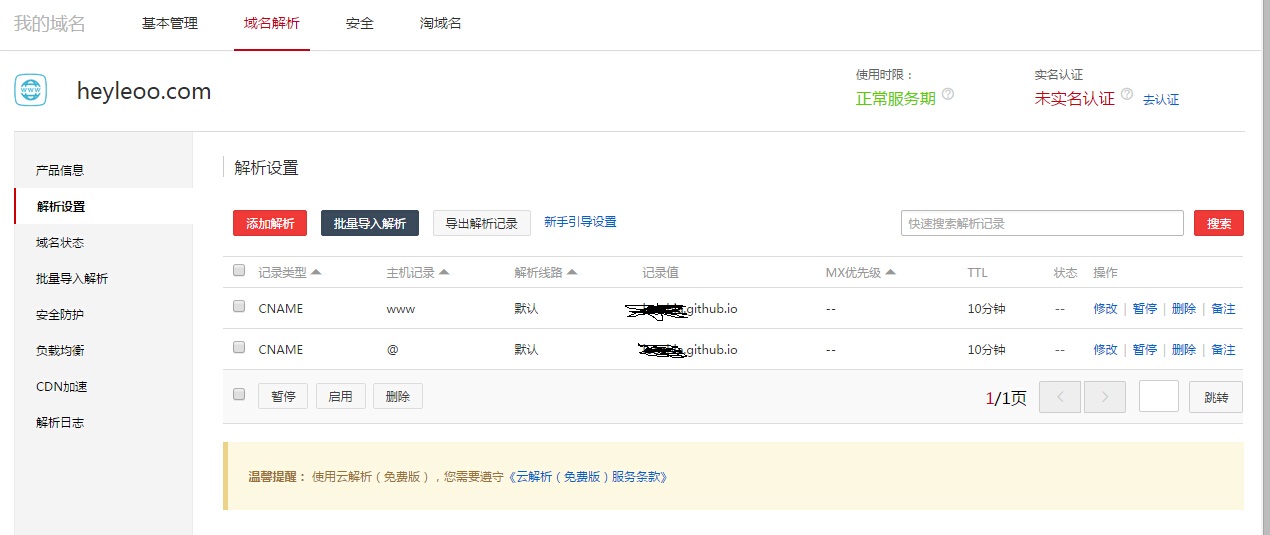 我的域名 基本管理 域名解析 安全 淘域名
www
heyleoo.com
使用时限： 实名认证
正常服务期 ? 未实名认证 ? 去认证
产品信息
解析设置
域名状态
批量导入解析
安全防护
负载均衡
CDN加速
解析日志
解析设置
添加解析 批量导入解析 导出解析记录 新手引导设置 快速搜索解析记录 搜索
记录类型 主机记录 解析线路 记录值 MX优先级 TTL 状态 操作
CNAME www 默认 .github.io -- 10分钟 -- 修改 | 暂停 | 删除 | 备注
CNAME @ 默认 .github.io -- 10分钟 -- 修改 | 暂停 | 删除 | 备注
暂停 启用 删除 1/1页 < > 跳转
温馨提醒： 使用云解析（免费版），您需要遵守《云解析（免费版）服务条款》